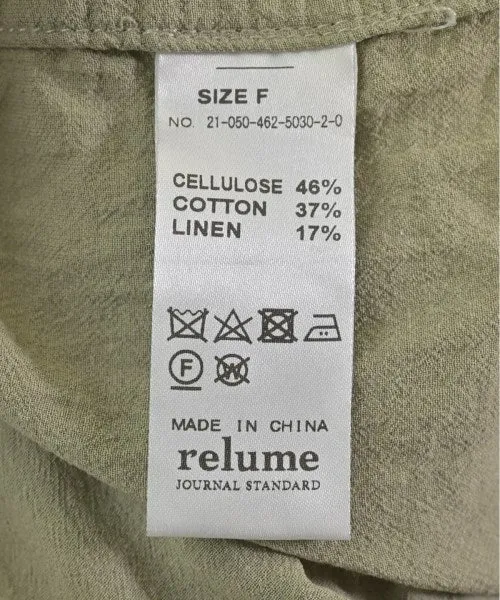 SIZE F
NO. 21-050-462-5030-2-0
CELLULOSE 46%
COTTON 37%
LINEN 17%
F W
MADE IN CHINA
relume
JOURNAL STANDARD